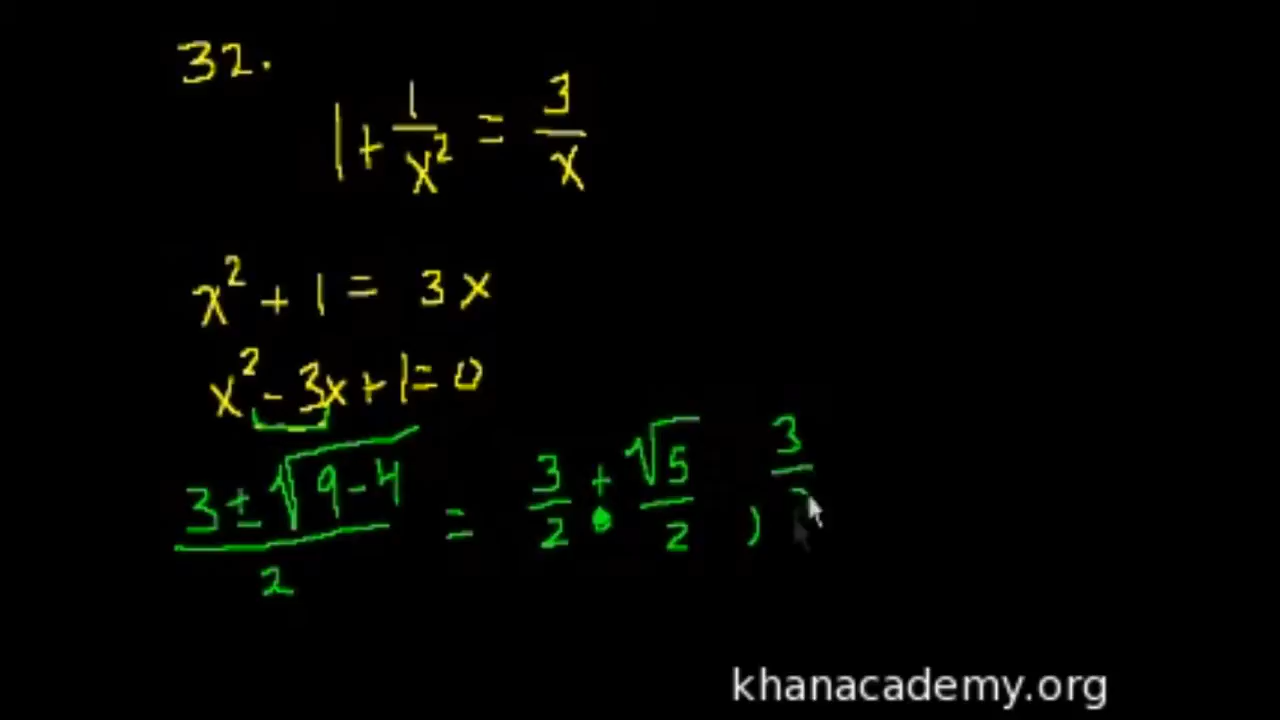 32.
1 + 1/x² = 3/x
x² + 1 = 3x
x² - 3x + 1 = 0
(3 ± √(9 - 4))/2 = 3/2 + √5/2 , 3/
khanacademy.org